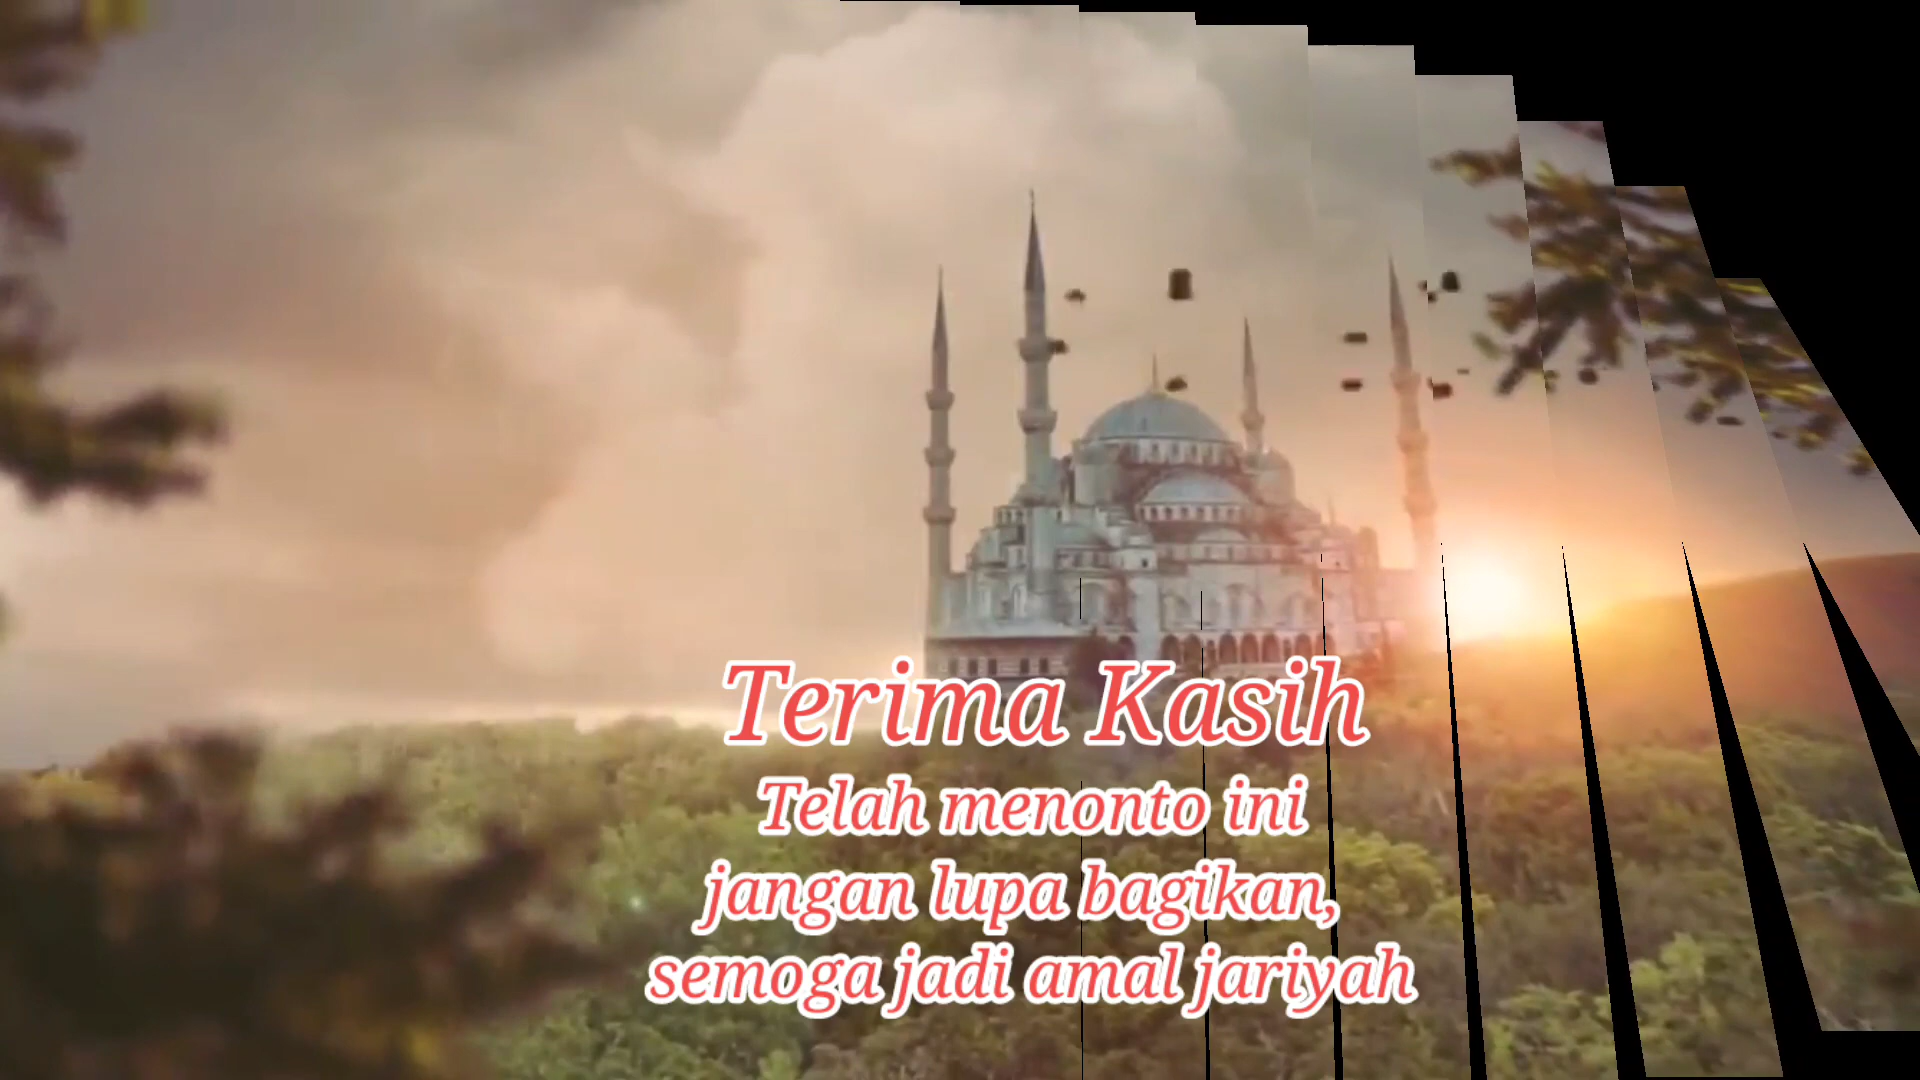 Terima Kasih
Telah menonto ini
jangan lupa bagikan,
semoga jadi amal jariyah